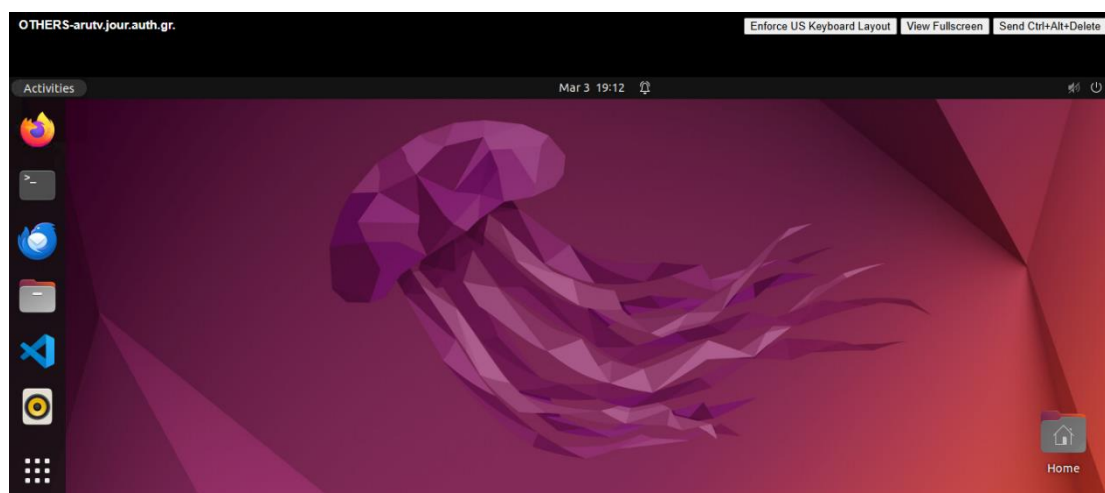 OTHERS-arutv.jour.auth.gr.
Enforce US Keyboard Layout View Fullscreen Send Ctrl+Alt+Delete
Activities Mar 3 19:12
>_
Home